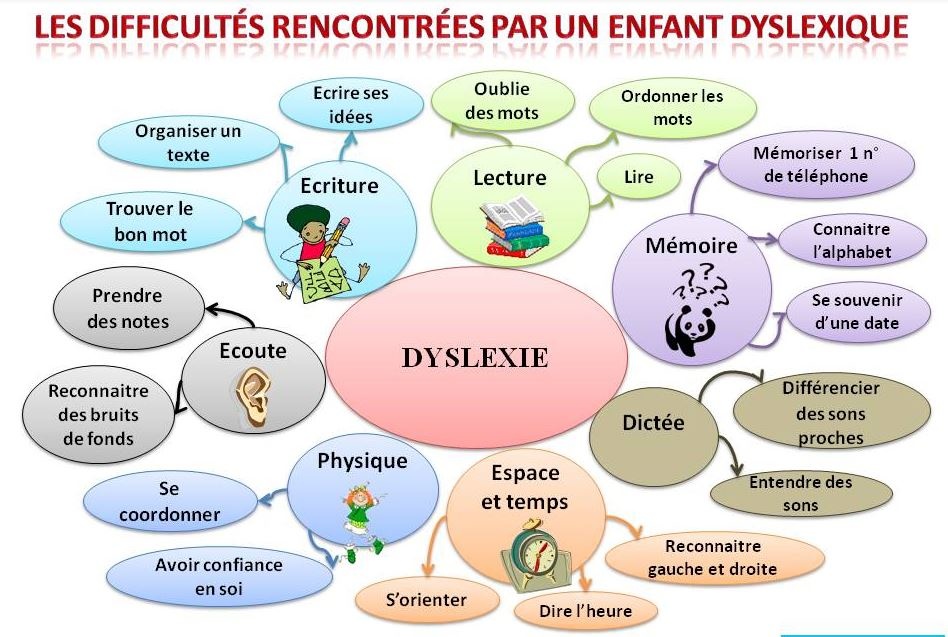 LES DIFFICULTÉS RENCONTRÉES PAR UN ENFANT DYSLEXIQUE
Ecriture
Ecrire ses
idées
Organiser un
texte
Trouver le
bon mot
Lecture
Oublie
des mots
Ordonner les
mots
Lire
Mémoire
Mémoriser 1 n°
de téléphone
Connaitre
l'alphabet
Se souvenir
d'une date
???
?.??
Ecoute
Prendre
des notes
Reconnaitre
des bruits
de fonds
DYSLEXIE
Dictée
Différencier
des sons
proches
Entendre des
sons
Physique
Se
coordonner
Avoir confiance
en soi
Espace
et temps
S'orienter
Dire l'heure
Reconnaitre
gauche et droite